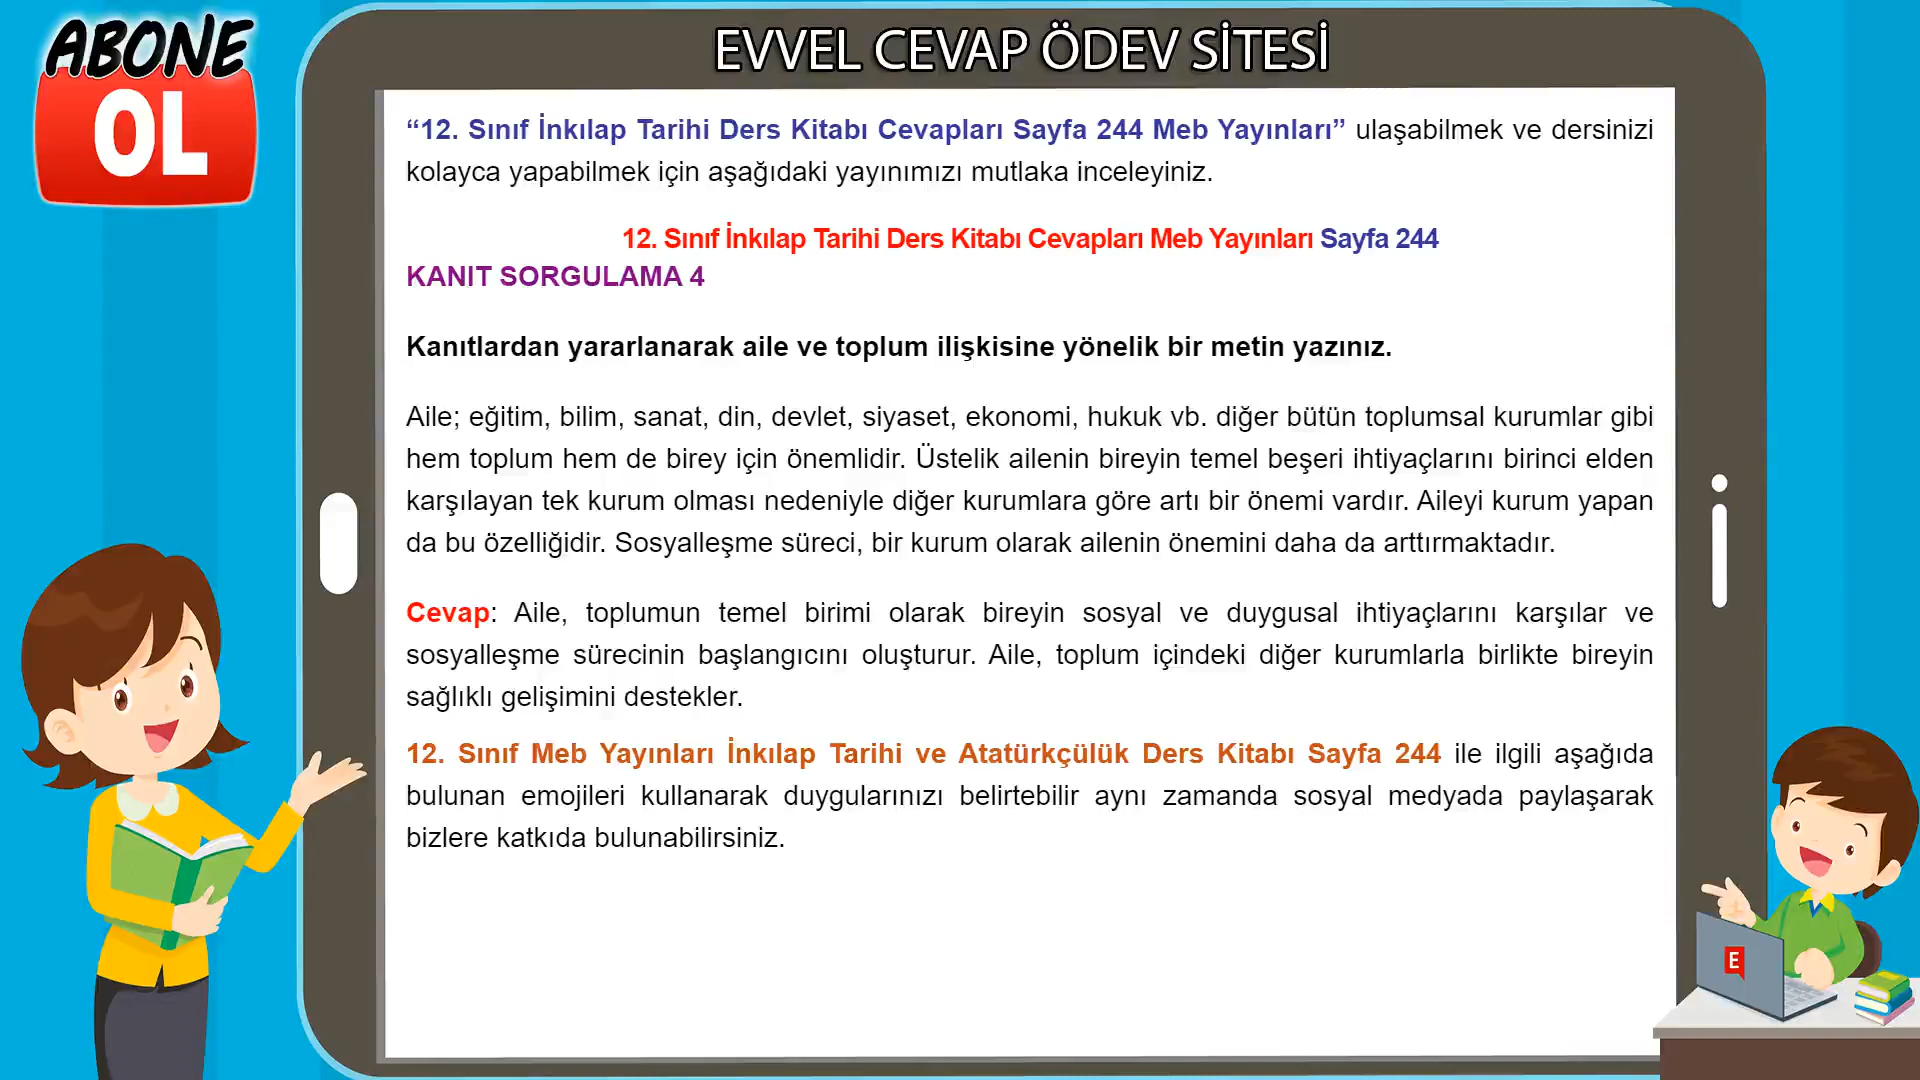 ABONE
OL
EVVEL CEVAP ÖDEV SİTESİ
“12. Sınıf İnkılap Tarihi Ders Kitabı Cevapları Sayfa 244 Meb Yayınları” ulaşabilmek ve dersinizi
kolayca yapabilmek için aşağıdaki yayınımızı mutlaka inceleyiniz.
12. Sınıf İnkılap Tarihi Ders Kitabı Cevapları Meb Yayınları Sayfa 244
KANIT SORGULAMA 4
Kanıtlardan yararlanarak aile ve toplum ilişkisine yönelik bir metin yazınız.
Aile; eğitim, bilim, sanat, din, devlet, siyaset, ekonomi, hukuk vb. diğer bütün toplumsal kurumlar gibi
hem toplum hem de birey için önemlidir. Üstelik ailenin bireyin temel beşeri ihtiyaçlarını birinci elden
karşılayan tek kurum olması nedeniyle diğer kurumlara göre artı bir önemi vardır. Aileyi kurum yapan
da bu özelliğidir. Sosyalleşme süreci, bir kurum olarak ailenin önemini daha da arttırmaktadır.
Cevap: Aile, toplumun temel birimi olarak bireyin sosyal ve duygusal ihtiyaçlarını karşılar ve
sosyalleşme sürecinin başlangıcını oluşturur. Aile, toplum içindeki diğer kurumlarla birlikte bireyin
sağlıklı gelişimini destekler.
12. Sınıf Meb Yayınları İnkılap Tarihi ve Atatürkçülük Ders Kitabı Sayfa 244 ile ilgili aşağıda
bulunan emojileri kullanarak duygularınızı belirtebilir aynı zamanda sosyal medyada paylaşarak
bizlere katkıda bulunabilirsiniz.
E